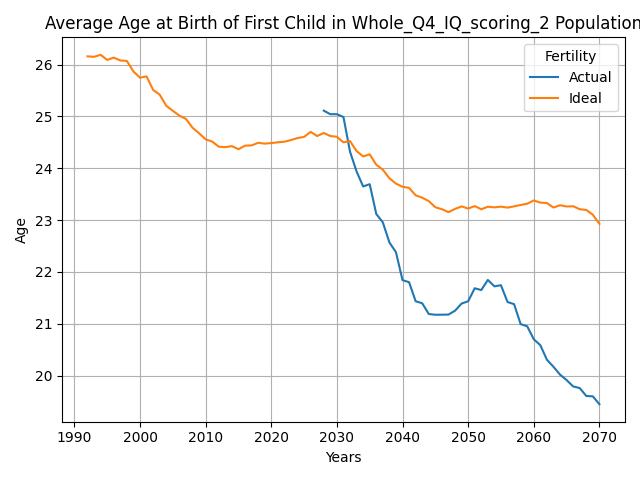 Average Age at Birth of First Child in Whole_Q4_IQ_scoring_2 Population
Fertility
Actual
Ideal
Age
26
25
24
23
22
21
20
1990 2000 2010 2020 2030 2040 2050 2060 2070
Years